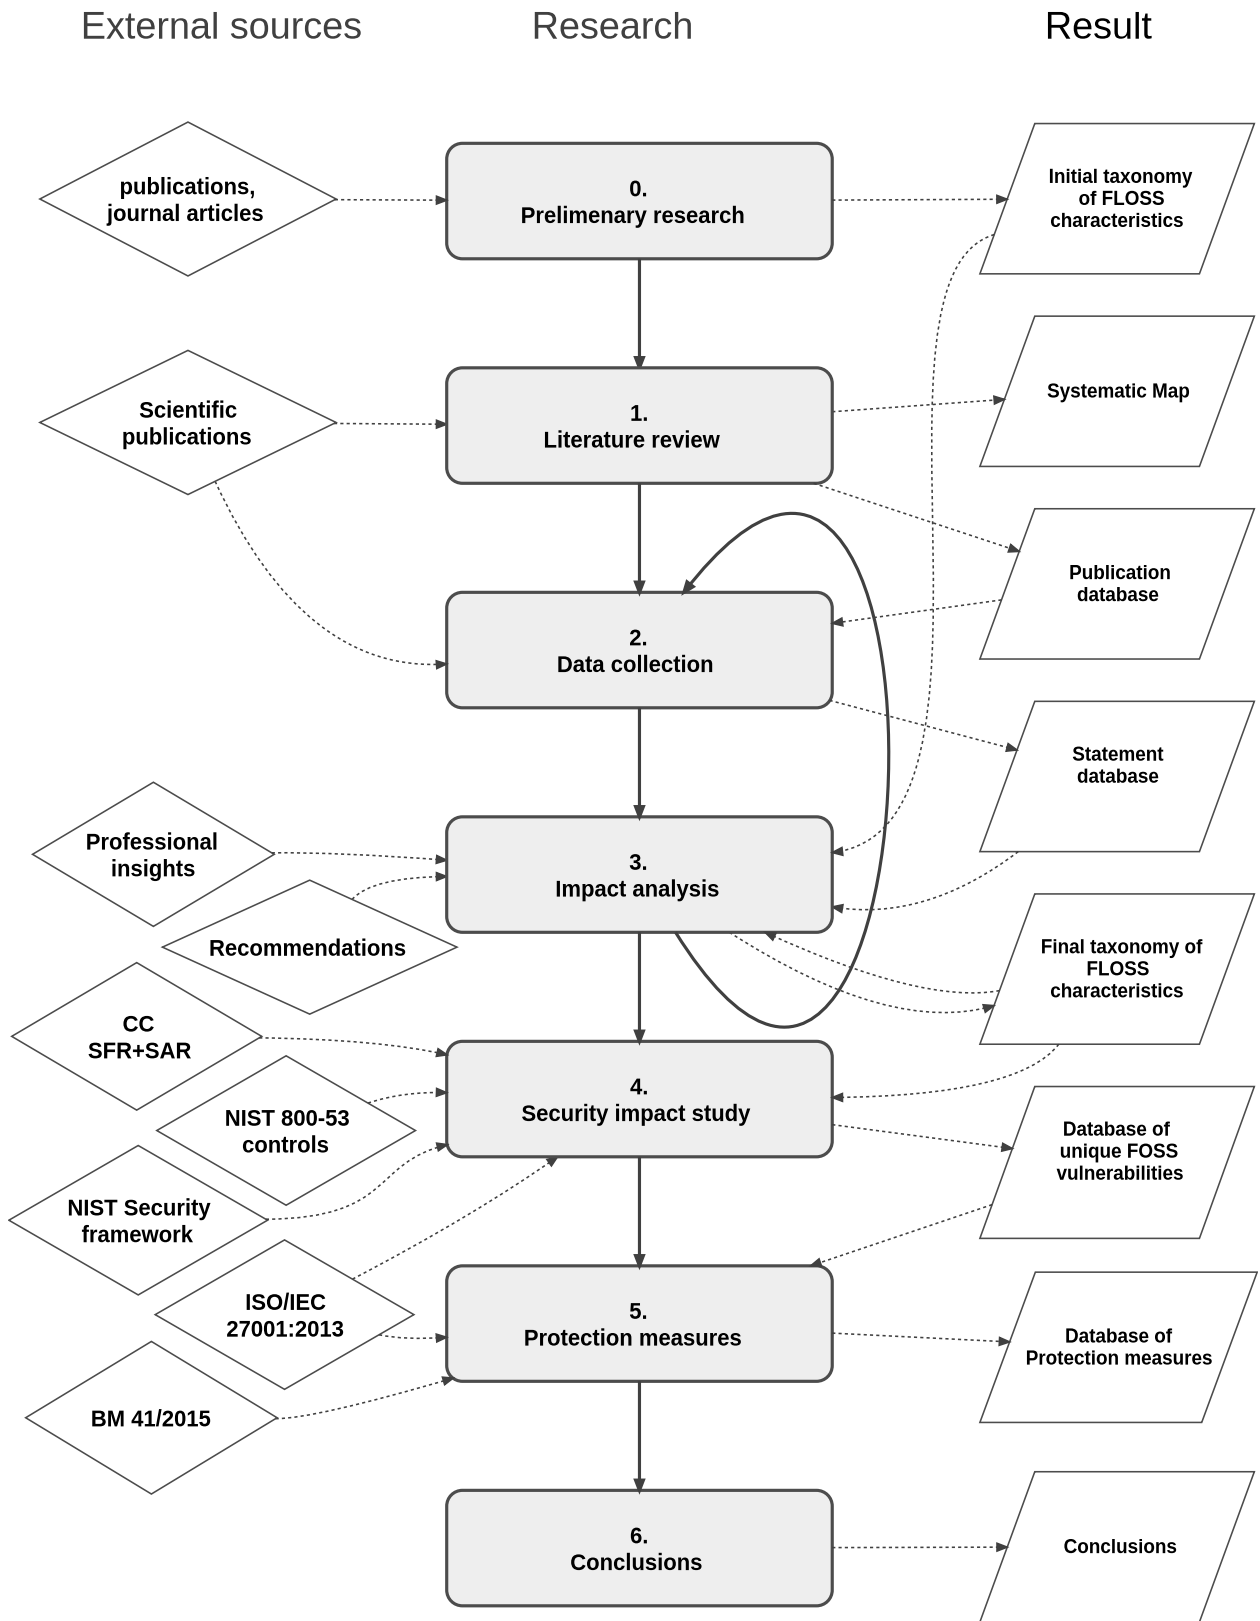 External sources
Research
Result
publications,
journal articles
0.
Prelimenary research
Initial taxonomy
of FLOSS
characteristics
Scientific
publications
1.
Literature review
Systematic Map
Publication
database
2.
Data collection
Statement
database
Professional
insights
3.
Impact analysis
Recommendations
Final taxonomy of
FLOSS
characteristics
CC
SFR+SAR
4.
Security impact study
NIST 800-53
controls
Database of
unique FOSS
vulnerabilities
NIST Security
framework
ISO/IEC
27001:2013
5.
Protection measures
Database of
Protection measures
BM 41/2015
6.
Conclusions
Conclusions